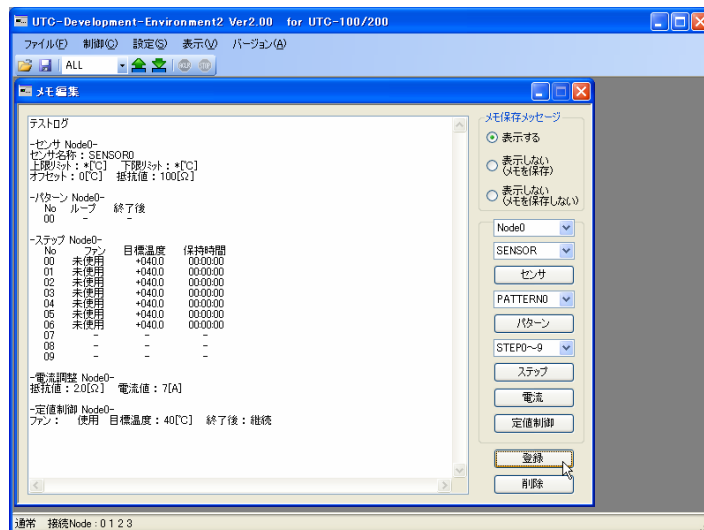 UTC-Development-Environment2 Ver2.00 for UTC-100/200
ファイル(F) 制御(C) 設定(S) 表示(V) バージョン(A)
ALL
メモ編集
テストログ
-センサ Node0-
センサ名称：SENSOR0
上限リミット：*[℃] 下限リミット：*[℃]
オフセット：0[℃] 抵抗値：100[Ω]
-パターン Node0-
No ループ 終了後
00 - -
-ステップ Node0-
No ファン 目標温度 保持時間
00 未使用 +040.0 00:00:00
01 未使用 +040.0 00:00:00
02 未使用 +040.0 00:00:00
03 未使用 +040.0 00:00:00
04 未使用 +040.0 00:00:00
05 未使用 +040.0 00:00:00
06 未使用 +040.0 00:00:00
07 - - -
08 - - -
09 - - -
-電流調整 Node0-
抵抗値：2.0[Ω] 電流値：7[A]
-定値制御 Node0-
ファン： 使用 目標温度：40[℃] 終了後：継続
メモ保存メッセージ
表示する
表示しない
(メモを保存)
表示しない
(メモを保存しない)
Node0
SENSOR
センサ
PATTERN0
パターン
STEP0～9
ステップ
電流
定値制御
登録
削除
通常 接続Node：0 1 2 3